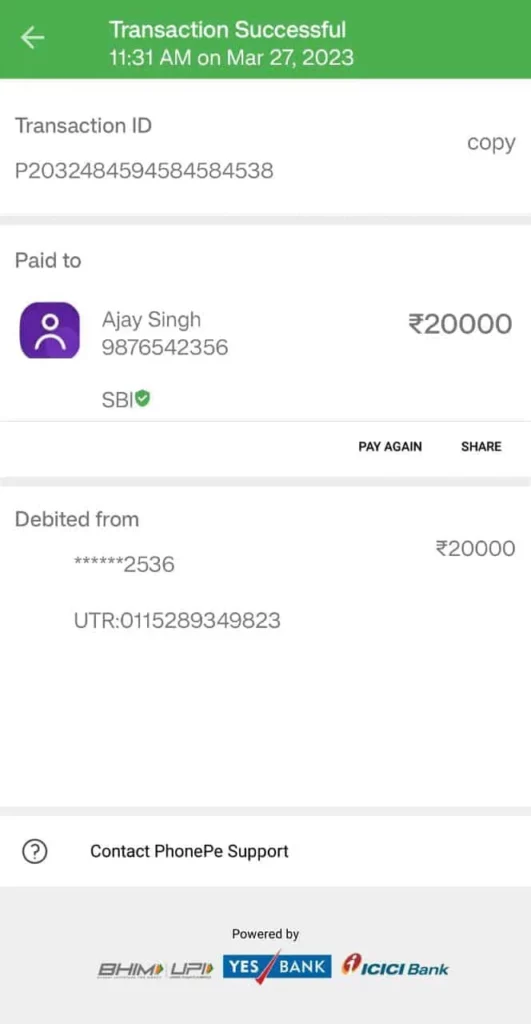 Transaction Successful
11:31 AM on Mar 27, 2023
Transaction ID
copy
P2032484594584584538
Paid to
Ajay Singh
₹20000
9876542356
SBI
PAY AGAIN
SHARE
Debited from
₹20000
******2536
UTR:0115289349823
Contact PhonePe Support
Powered by
BHIM UPI YES BANK ICICI Bank